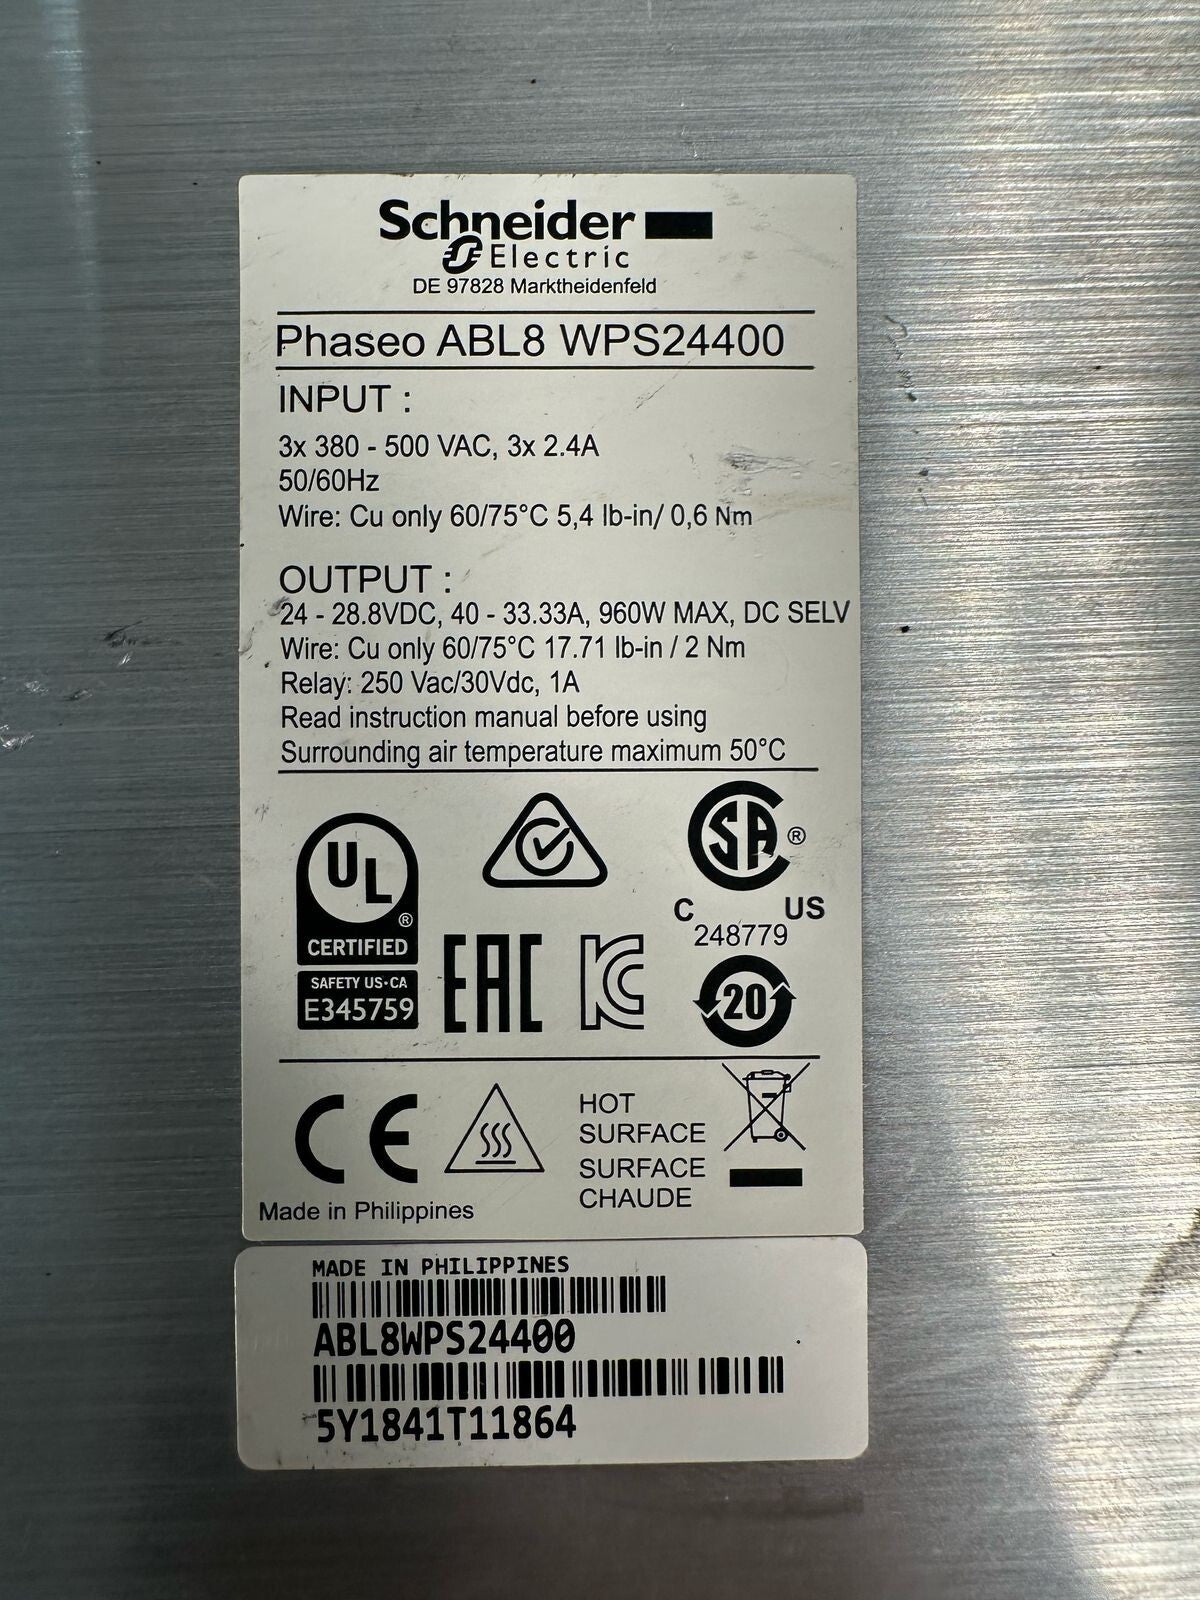 Schneider
Electric
DE 97828 Marktheidenfeld
Phaseo ABL8 WPS24400
INPUT :
3x 380 - 500 VAC, 3x 2.4A
50/60Hz
Wire: Cu only 60/75°C 5,4 lb-in/ 0,6 Nm
OUTPUT :
24 - 28.8VDC, 40 - 33.33A, 960W MAX, DC SELV
Wire: Cu only 60/75°C 17.71 lb-in / 2 Nm
Relay: 250 Vac/30Vdc, 1A
Read instruction manual before using
Surrounding air temperature maximum 50°C
UL ®
CERTIFIED
SAFETY US·CA
E345759
SA ®
C US
248779
EAC
KC
20
CE
HOT
SURFACE
SURFACE
CHAUDE
Made in Philippines
MADE IN PHILIPPINES
ABL8WPS24400
5Y1841T11864